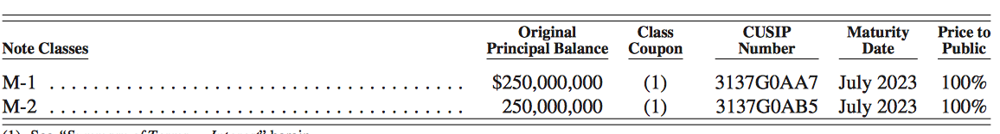 Original Class CUSIP Maturity Price to
Note Classes Principal Balance Coupon Number Date Public
M-1 . . . . . . . . . . . . . . . . . . . . . . . . . . . . . . . . . . . . . . $250,000,000 (1) 3137G0AA7 July 2023 100%
M-2 . . . . . . . . . . . . . . . . . . . . . . . . . . . . . . . . . . . . . . 250,000,000 (1) 3137G0AB5 July 2023 100%